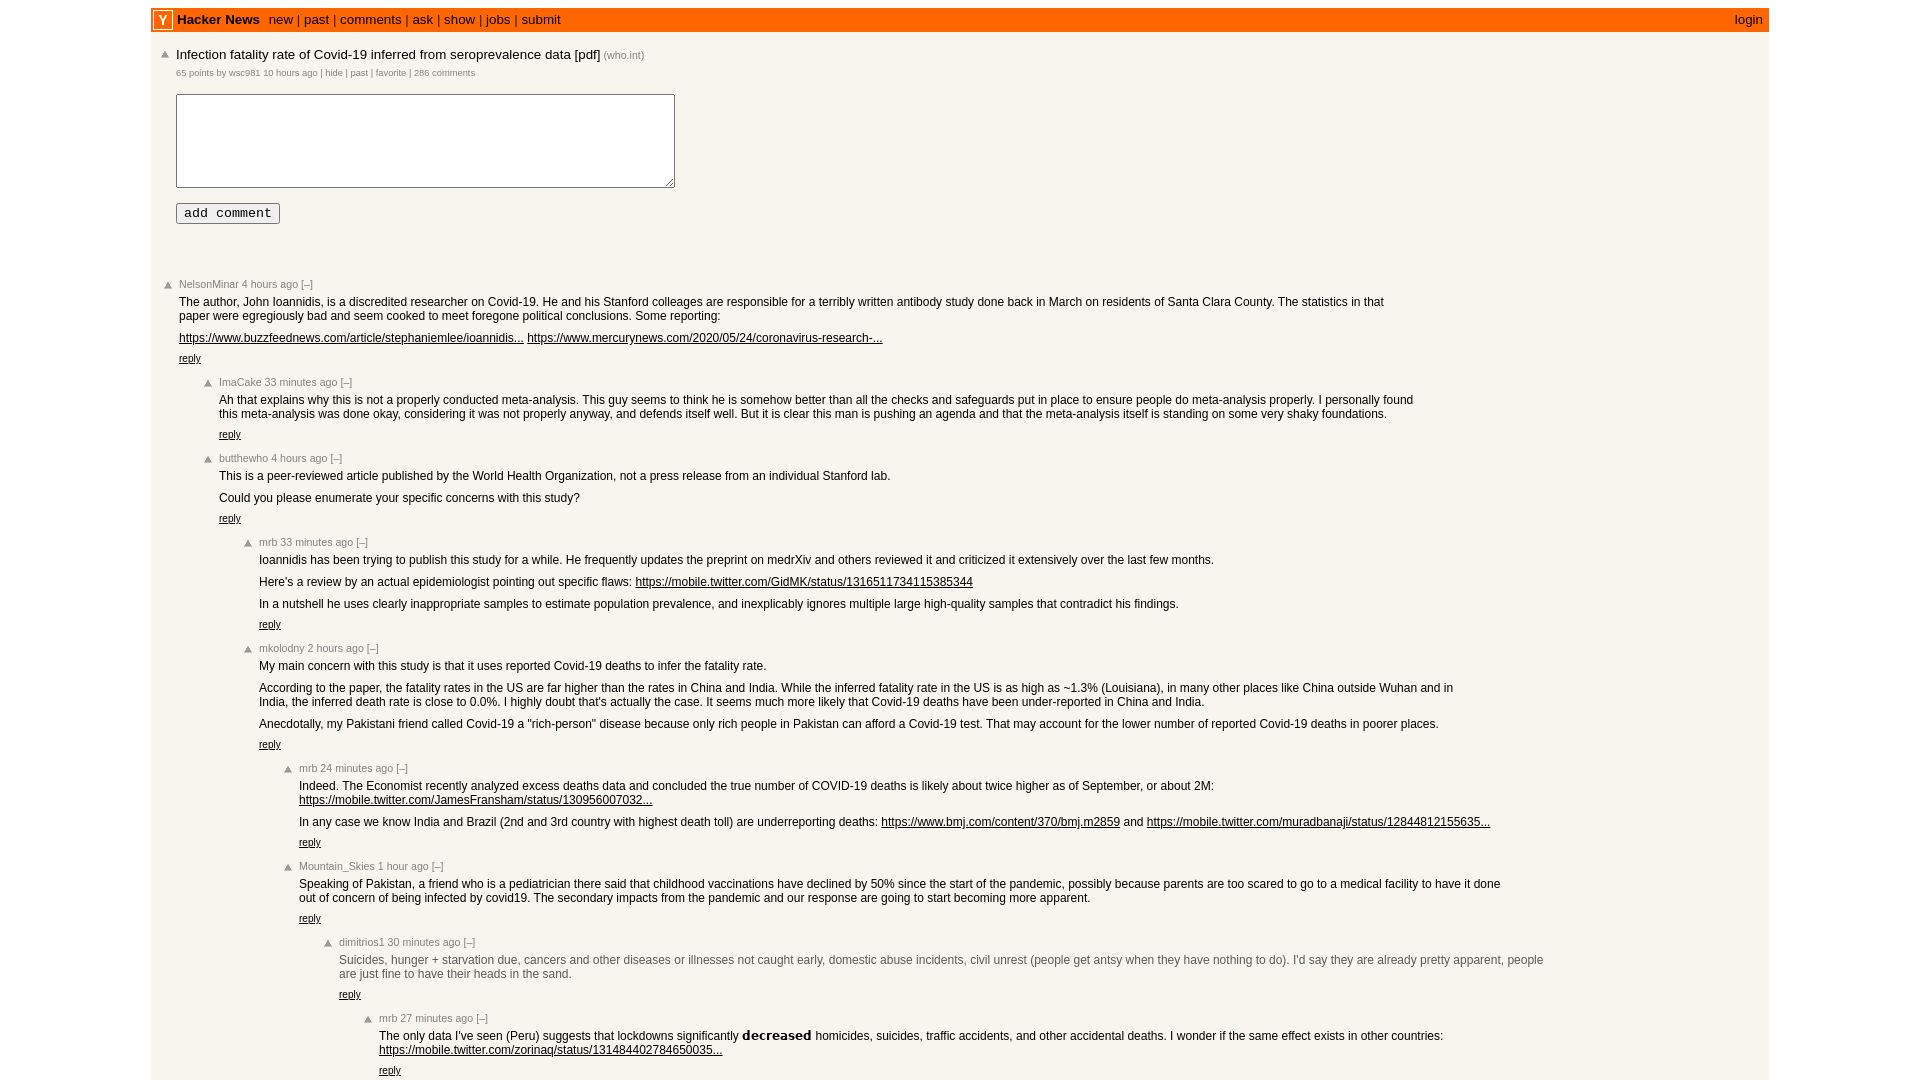 Y Hacker News new | past | comments | ask | show | jobs | submit login
Infection fatality rate of Covid-19 inferred from seroprevalence data [pdf] (who.int)
65 points by wsc981 10 hours ago | hide | past | favorite | 286 comments
add comment
NelsonMinar 4 hours ago [–]
The author, John Ioannidis, is a discredited researcher on Covid-19. He and his Stanford colleages are responsible for a terribly written antibody study done back in March on residents of Santa Clara County. The statistics in that
paper were egregiously bad and seem cooked to meet foregone political conclusions. Some reporting:
https://www.buzzfeednews.com/article/stephaniemlee/ioannidis... https://www.mercurynews.com/2020/05/24/coronavirus-research-...
reply
ImaCake 33 minutes ago [–]
Ah that explains why this is not a properly conducted meta-analysis. This guy seems to think he is somehow better than all the checks and safeguards put in place to ensure people do meta-analysis properly. I personally found
this meta-analysis was done okay, considering it was not properly anyway, and defends itself well. But it is clear this man is pushing an agenda and that the meta-analysis itself is standing on some very shaky foundations.
reply
butthewho 4 hours ago [–]
This is a peer-reviewed article published by the World Health Organization, not a press release from an individual Stanford lab.
Could you please enumerate your specific concerns with this study?
reply
mrb 33 minutes ago [–]
Ioannidis has been trying to publish this study for a while. He frequently updates the preprint on medrXiv and others reviewed it and criticized it extensively over the last few months.
Here's a review by an actual epidemiologist pointing out specific flaws: https://mobile.twitter.com/GidMK/status/1316511734115385344
In a nutshell he uses clearly inappropriate samples to estimate population prevalence, and inexplicably ignores multiple large high-quality samples that contradict his findings.
reply
mkolodny 2 hours ago [–]
My main concern with this study is that it uses reported Covid-19 deaths to infer the fatality rate.
According to the paper, the fatality rates in the US are far higher than the rates in China and India. While the inferred fatality rate in the US is as high as ~1.3% (Louisiana), in many other places like China outside Wuhan and in
India, the inferred death rate is close to 0.0%. I highly doubt that's actually the case. It seems much more likely that Covid-19 deaths have been under-reported in China and India.
Anecdotally, my Pakistani friend called Covid-19 a "rich-person" disease because only rich people in Pakistan can afford a Covid-19 test. That may account for the lower number of reported Covid-19 deaths in poorer places.
reply
mrb 24 minutes ago [–]
Indeed. The Economist recently analyzed excess deaths data and concluded the true number of COVID-19 deaths is likely about twice higher as of September, or about 2M:
https://mobile.twitter.com/JamesFransham/status/130956007032...
In any case we know India and Brazil (2nd and 3rd country with highest death toll) are underreporting deaths: https://www.bmj.com/content/370/bmj.m2859 and https://mobile.twitter.com/muradbanaji/status/12844812155635...
reply
Mountain_Skies 1 hour ago [–]
Speaking of Pakistan, a friend who is a pediatrician there said that childhood vaccinations have declined by 50% since the start of the pandemic, possibly because parents are too scared to go to a medical facility to have it done
out of concern of being infected by covid19. The secondary impacts from the pandemic and our response are going to start becoming more apparent.
reply
dimitrios1 30 minutes ago [–]
Suicides, hunger + starvation due, cancers and other diseases or illnesses not caught early, domestic abuse incidents, civil unrest (people get antsy when they have nothing to do). I'd say they are already pretty apparent, people
are just fine to have their heads in the sand.
reply
mrb 27 minutes ago [–]
The only data I've seen (Peru) suggests that lockdowns significantly 𝗱𝗲𝗰𝗿𝗲𝗮𝘀𝗲𝗱 homicides, suicides, traffic accidents, and other accidental deaths. I wonder if the same effect exists in other countries:
https://mobile.twitter.com/zorinaq/status/131484402784650035...
reply